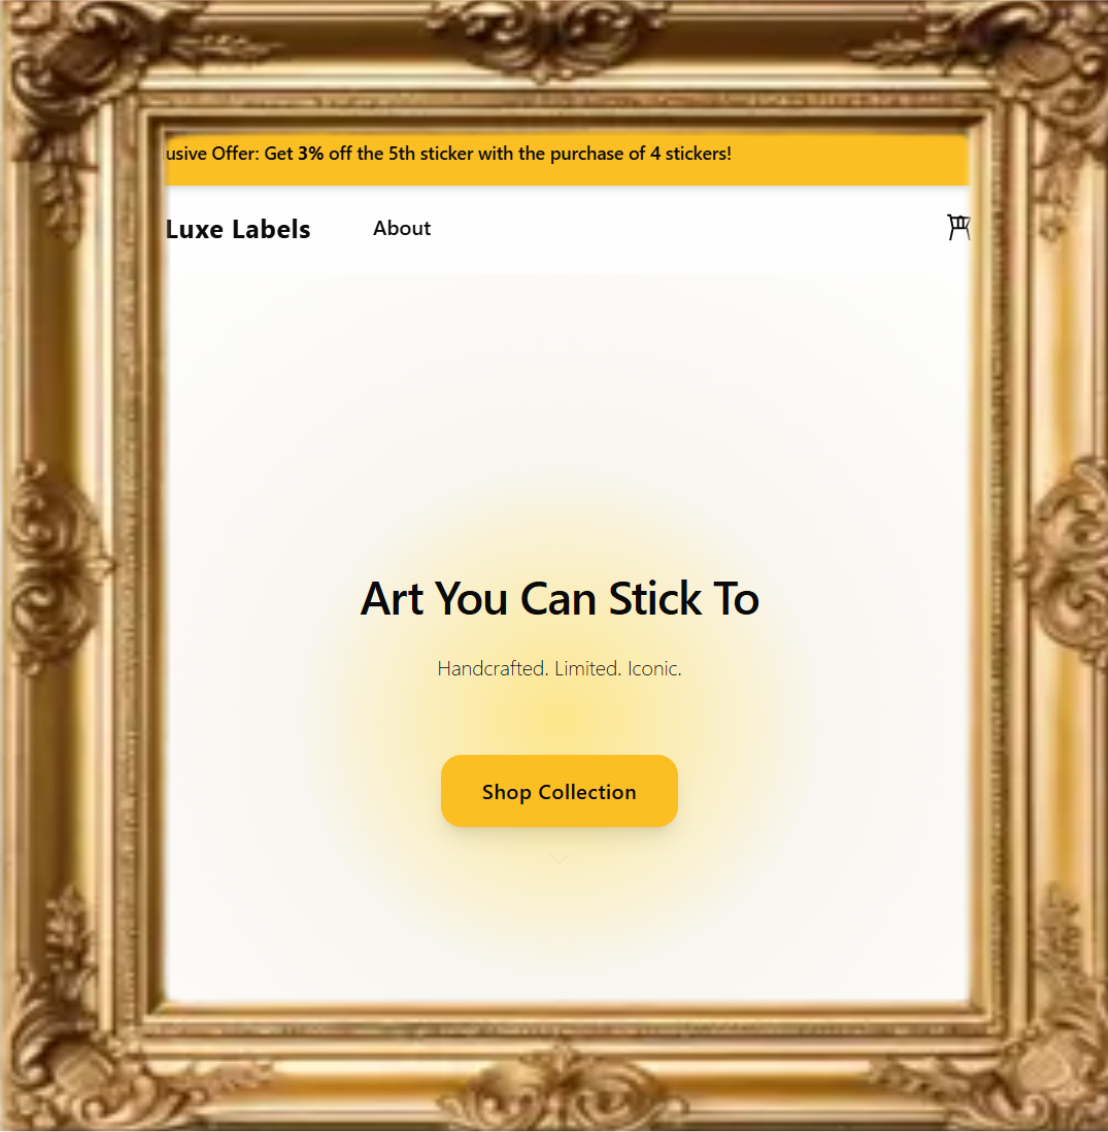 usive Offer: Get 3% off the 5th sticker with the purchase of 4 stickers!
Luxe Labels About
Art You Can Stick To
Handcrafted. Limited. Iconic.
Shop Collection